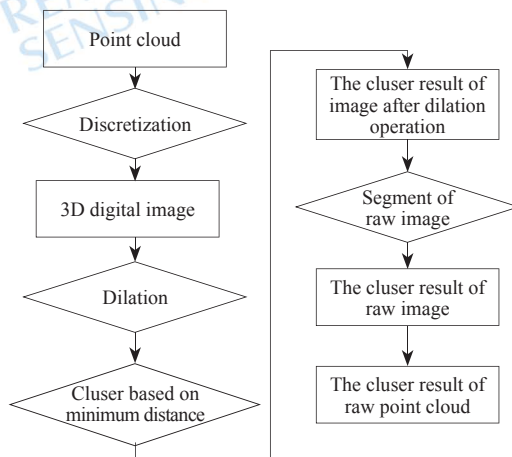 Point cloud
Discretization
3D digital image
Dilation
Cluser based on
minimum distance
The cluser result of
image after dilation
operation
Segment of
raw image
The cluser result of
raw image
The cluser result of
raw point cloud